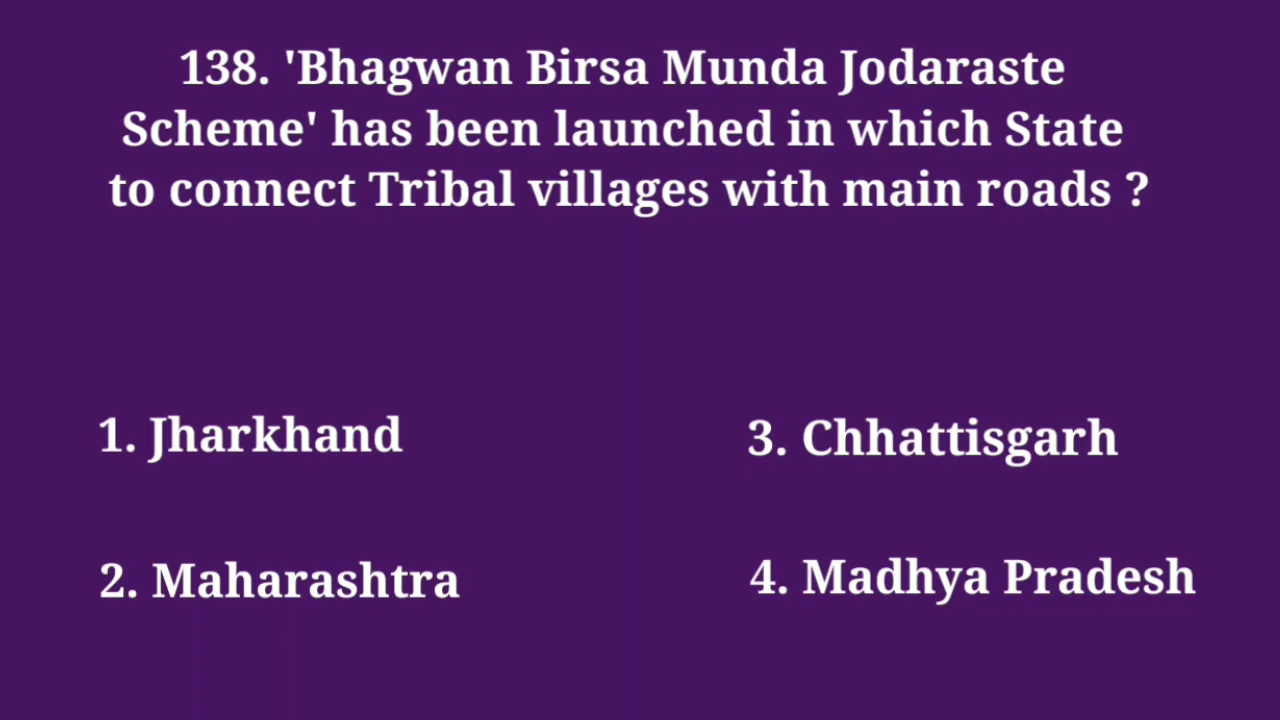 138. 'Bhagwan Birsa Munda Jodaraste
Scheme' has been launched in which State
to connect Tribal villages with main roads ?
1. Jharkhand
3. Chhattisgarh
2. Maharashtra
4. Madhya Pradesh